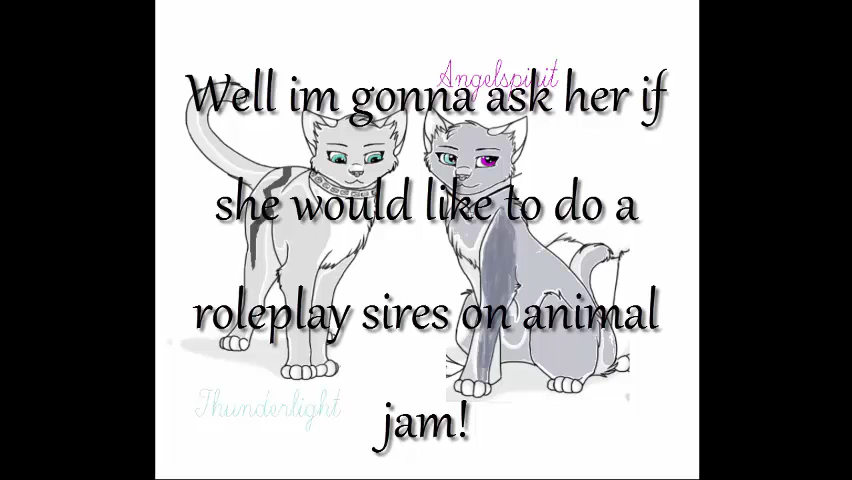 Angelspirit
Well im gonna ask her if
she would like to do a
roleplay sires on animal
jam!
Thunderlight